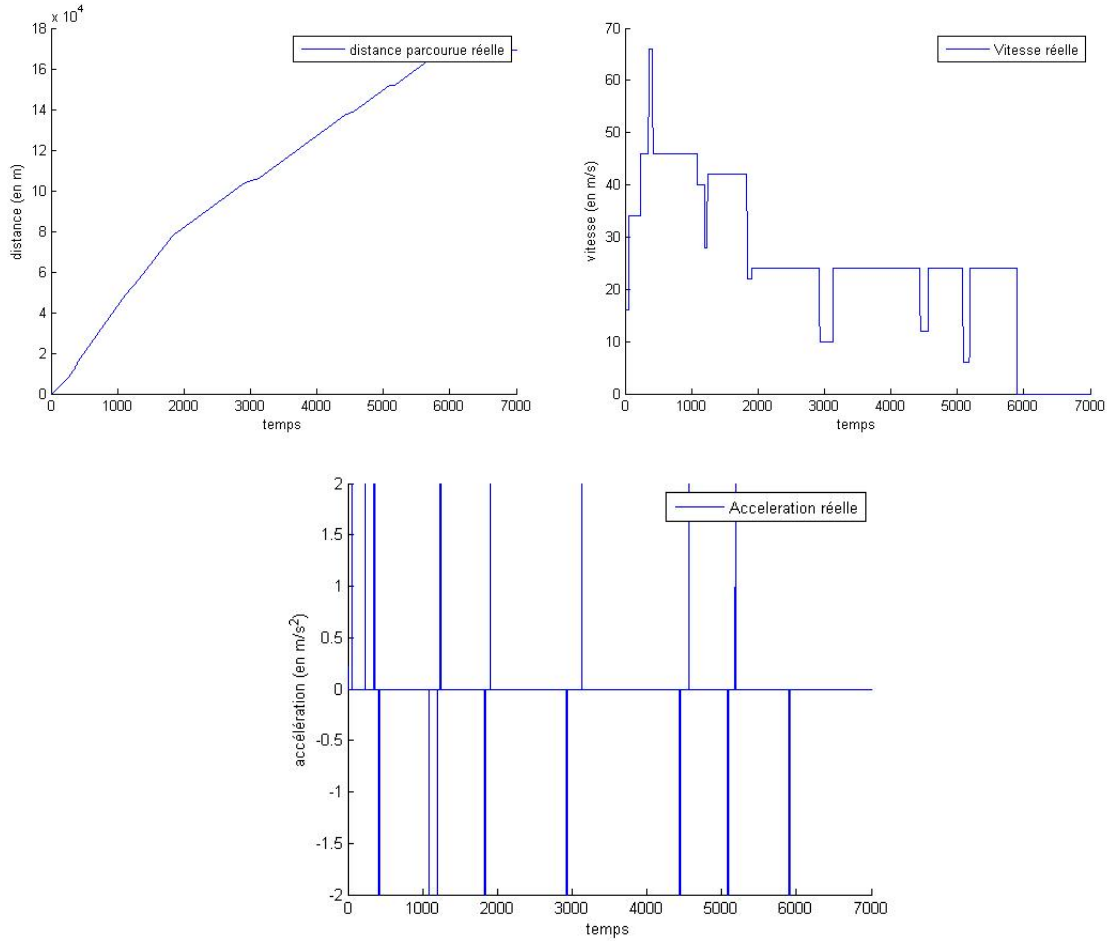 x 10⁴
18
16
14
12
10
8
6
4
2
0
distance (en m)
distance parcourue réelle
0 1000 2000 3000 4000 5000 6000 7000
temps
70
60
50
40
30
20
10
0
vitesse (en m/s)
Vitesse réelle
0 1000 2000 3000 4000 5000 6000 7000
temps
2
1.5
1
0.5
0
-0.5
-1
-1.5
-2
accélération (en m/s²)
Acceleration réelle
0 1000 2000 3000 4000 5000 6000 7000
temps